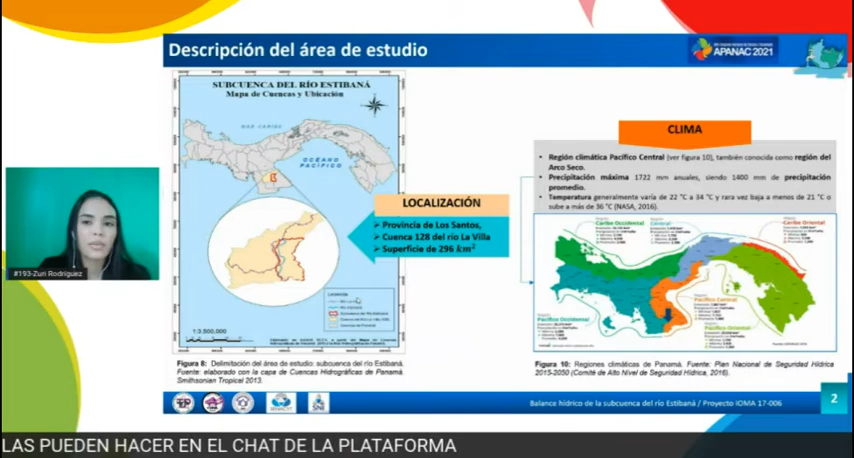 Descripción del área de estudio
APANAC 2021
SUBCUENCA DEL RÍO ESTIBANÁ
Mapa de Cuencas y Ubicación
MAR CARIBE
OCÉANO
PACÍFICO
1:3,500,000
Figura 8: Delimitación del área de estudio: subcuenca del río Estibaná.
Fuente: elaborado con la capa de Cuencas Hidrográficas de Panamá.
Smithsonian Tropical 2013.
LOCALIZACIÓN
Provincia de Los Santos,
Cuenca 128 del río La Villa
Superficie de 296 km²
CLIMA
• Región climática Pacífico Central (ver figura 10), también conocida como región del
Arco Seco.
• Precipitación máxima 1722 mm anuales, siendo 1400 mm de precipitación
promedio.
• Temperatura generalmente varía de 22 °C a 34 °C y rara vez baja a menos de 21 °C o
sube a más de 36 °C (NASA, 2016).
Caribe Occidental
Central
Caribe Oriental
Pacífico Occidental
Pacífico Central
Pacífico Oriental
Figura 10: Regiones climáticas de Panamá. Fuente: Plan Nacional de Seguridad Hídrica
2015-2050 (Comité de Alto Nivel de Seguridad Hídrica, 2016).
#193-Zuri Rodríguez
SENACYT
SNI
Balance hídrico de la subcuenca del río Estibaná / Proyecto IOMA 17-006
2
LAS PUEDEN HACER EN EL CHAT DE LA PLATAFORMA